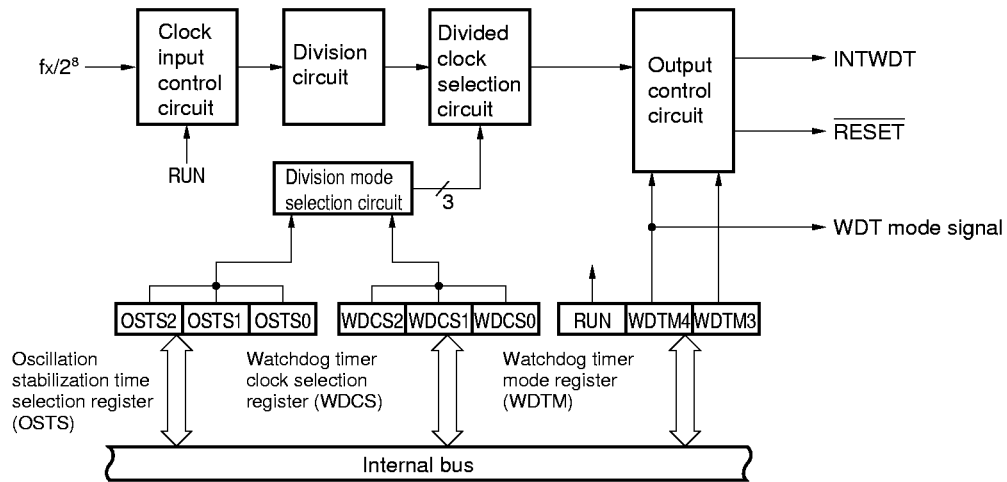 fx/2⁸
Clock
input
control
circuit
Division
circuit
Divided
clock
selection
circuit
Output
control
circuit
INTWDT
RESET
RUN
Division mode
selection circuit
3
WDT mode signal
OSTS2 OSTS1 OSTS0
WDCS2 WDCS1 WDCS0
RUN WDTM4 WDTM3
Oscillation
stabilization time
selection register
(OSTS)
Watchdog timer
clock selection
register (WDCS)
Watchdog timer
mode register
(WDTM)
Internal bus